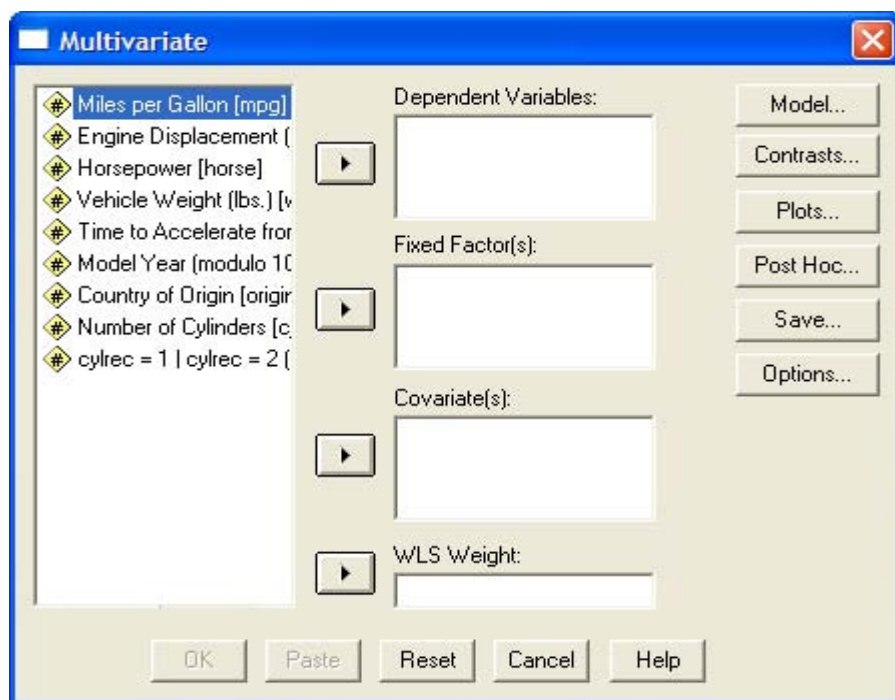 Multivariate
Miles per Gallon [mpg]
Engine Displacement (
Horsepower [horse]
Vehicle Weight (lbs.) [w
Time to Accelerate from
Model Year (modulo 10
Country of Origin [origin
Number of Cylinders [c
cylrec = 1 | cylrec = 2 (
Dependent Variables:
Fixed Factor(s):
Covariate(s):
WLS Weight:
Model...
Contrasts...
Plots...
Post Hoc...
Save...
Options...
OK
Paste
Reset
Cancel
Help